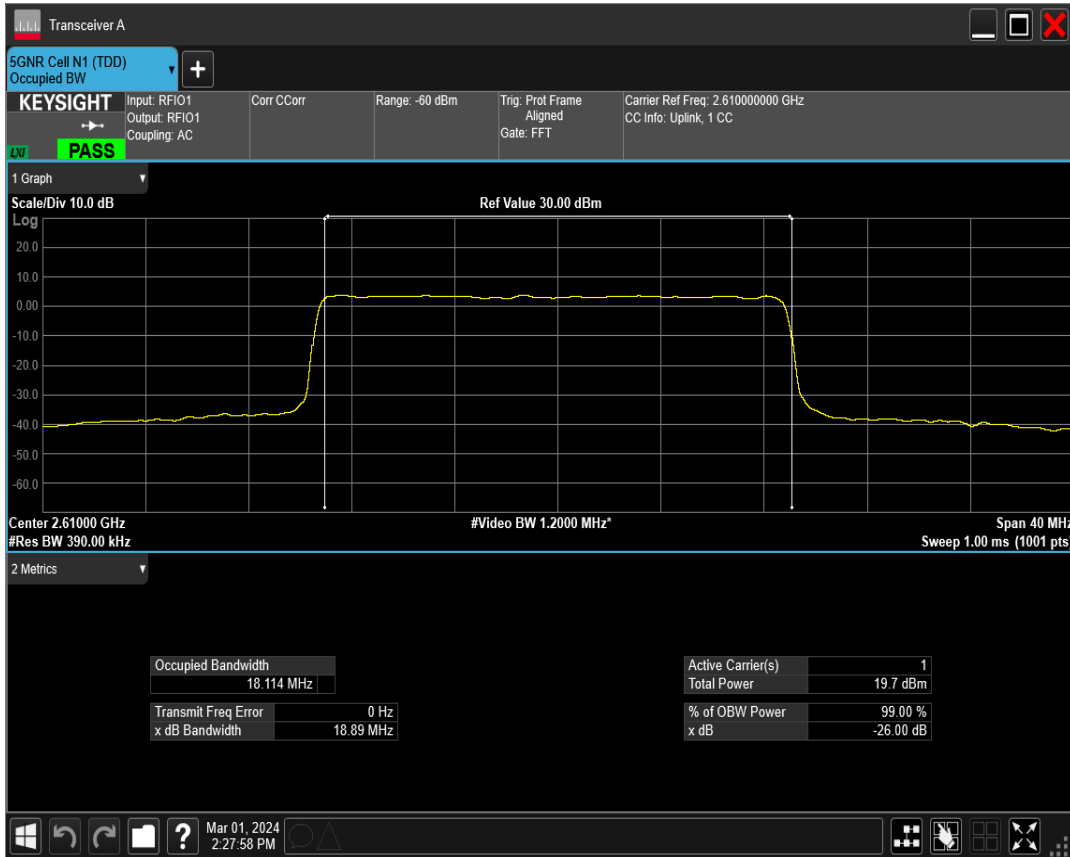 Transceiver A
5GNR Cell N1 (TDD)
Occupied BW
+
KEYSIGHT
LXI
PASS
Input: RFIO1
Output: RFIO1
Coupling: AC
Corr CCorr
Range: -60 dBm
Trig: Prot Frame
Aligned
Gate: FFT
Carrier Ref Freq: 2.610000000 GHz
CC Info: Uplink, 1 CC
1 Graph
Scale/Div 10.0 dB
Ref Value 30.00 dBm
Log
20.0
10.0
0.00
-10.0
-20.0
-30.0
-40.0
-50.0
-60.0
Center 2.61000 GHz
#Video BW 1.2000 MHz*
Span 40 MHz
#Res BW 390.00 kHz
Sweep 1.00 ms (1001 pts)
2 Metrics
Occupied Bandwidth
18.114 MHz
Transmit Freq Error 0 Hz
x dB Bandwidth 18.89 MHz
Active Carrier(s) 1
Total Power 19.7 dBm
% of OBW Power 99.00 %
x dB -26.00 dB
?
Mar 01, 2024
2:27:58 PM